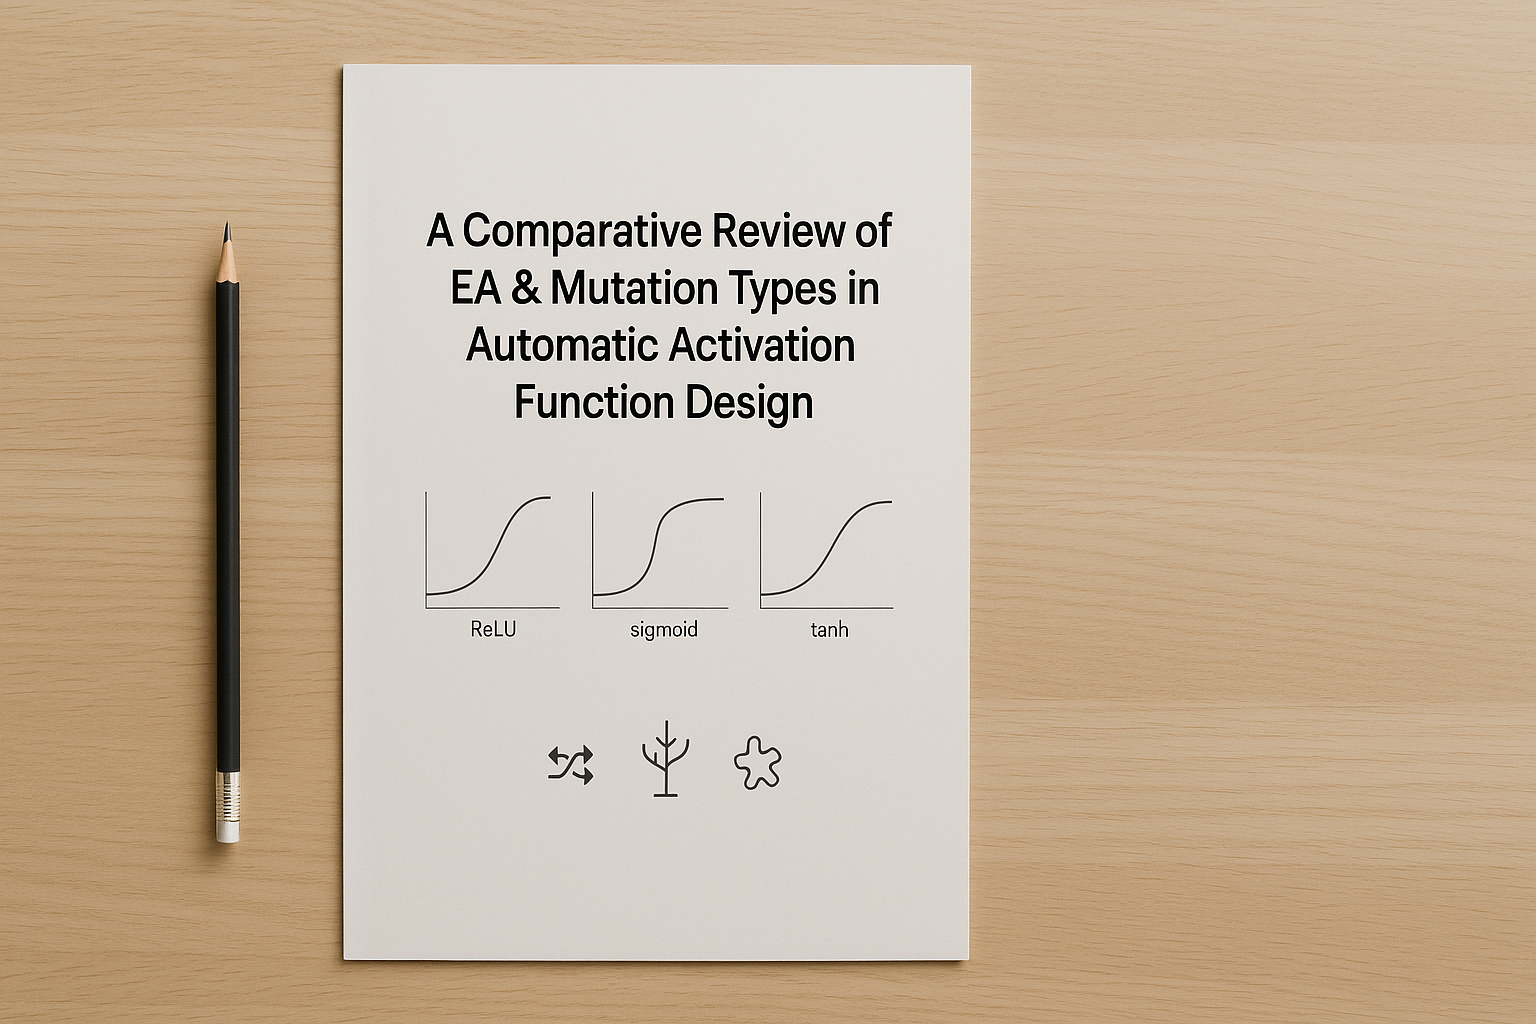 A Comparative Review of
EA & Mutation Types in
Automatic Activation
Function Design
ReLU sigmoid tanh